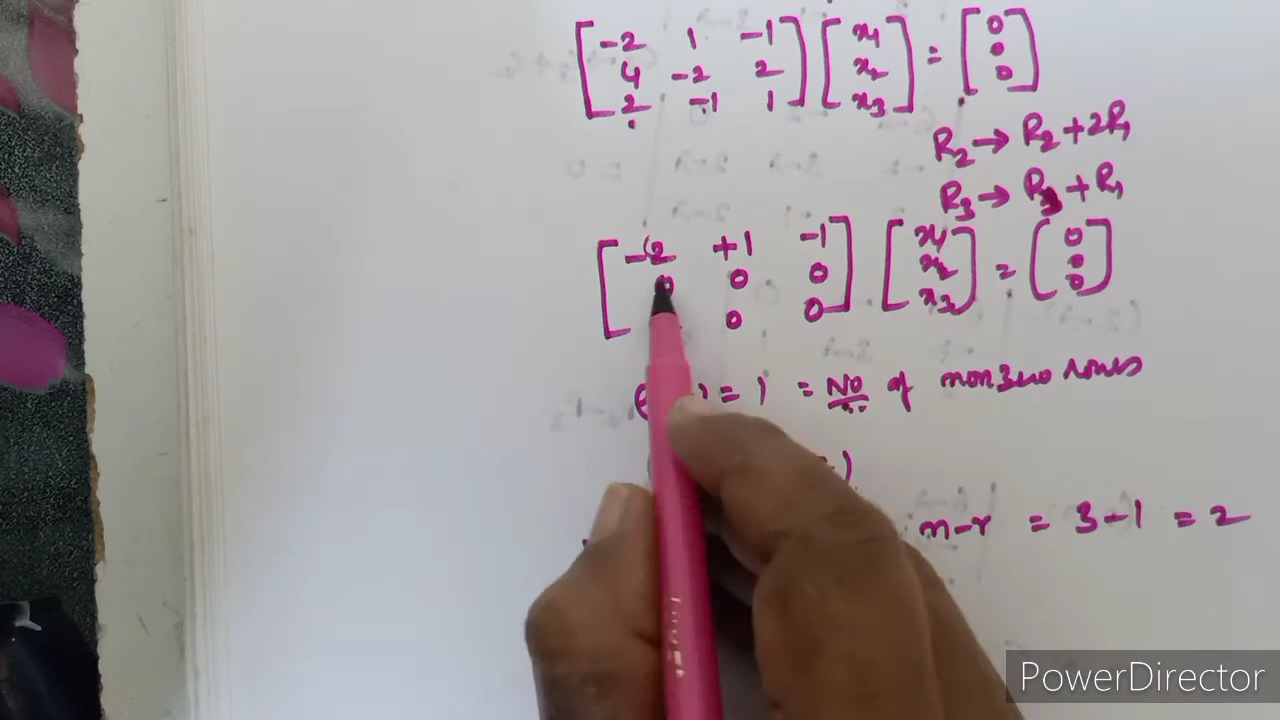 [-2 1 -1] [x1] = [0]
[4 -2 2] [x2] [0]
[2 -1 1] [x3] [0]
R2 → R2 + 2R1
R3 → R3 + R1
[-2 +1 -1] [x1] = [0]
[0 0 0] [x2] [0]
[0 0] [x3] [0]
= 1 = No of nonzero rows
n-r = 3-1 = 2
PowerDirector